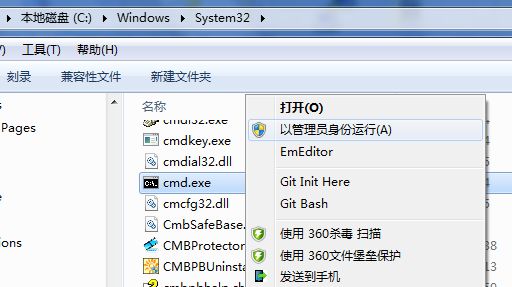 本地磁盘 (C:) Windows System32
V) 工具(T) 帮助(H)
刻录 兼容性文件 新建文件夹
名称
打开(O)
cmdl32.exe
以管理员身份运行(A)
cmdkey.exe
Pages
EmEditor
cmdial32.dll
cmd.exe
Git Init Here
cmcfg32.dll
Git Bash
CmbSafeBase.
使用 360杀毒 扫描
CMBProtector
38
使用 360文件堡垒保护
CMBPBUninst
08
发送到手机